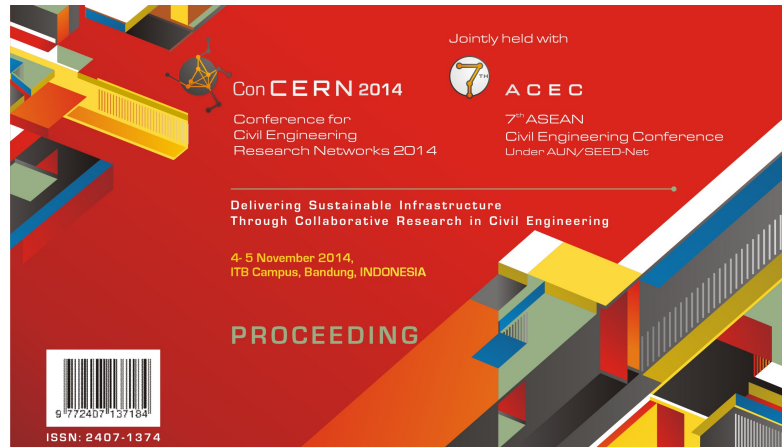 ConCERN 2014
Conference for
Civil Engineering
Research Networks 2014
Jointly held with
7TH
ACEC
7th ASEAN
Civil Engineering Conference
Under AUN/SEED-Net
Delivering Sustainable Infrastructure
Through Collaborative Research in Civil Engineering
4-5 November 2014,
ITB Campus, Bandung, INDONESIA
PROCEEDING
9 772407 137184
ISSN: 2407-1374